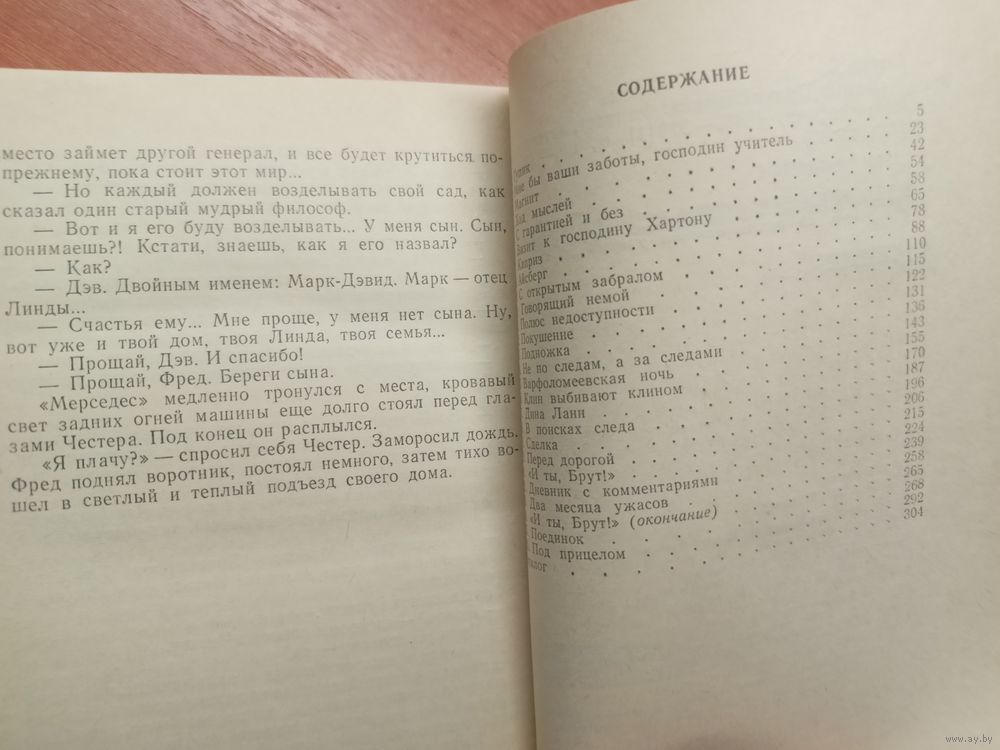 место займет другой генерал, и все будет крутиться по-
прежнему, пока стоит этот мир...
— Но каждый должен возделывать свой сад, как
сказал один старый мудрый философ.
— Вот и я его буду возделывать... У меня сын. Сын,
понимаешь?! Кстати, знаешь, как я его назвал?
— Как?
— Дэв. Двойным именем: Марк-Дэвид. Марк — отец
Линды...
— Счастья ему... Мне проще, у меня нет сына. Ну,
вот уже и твой дом, твоя Линда, твоя семья...
— Прощай, Дэв. И спасибо!
— Прощай, Фред. Береги сына.
«Мерседес» медленно тронулся с места, кровавый
свет задних огней машины еще долго стоял перед гла-
зами Честера. Под конец он расплылся.
«Я плачу?» — спросил себя Честер. Заморосил дождь.
Фред поднял воротник, постоял немного, затем тихо во-
шел в светлый и теплый подъезд своего дома.
СОДЕРЖАНИЕ
5
бы ваши заботы, господин учитель 23
Магнит 42
мыслей 54
С гарантией и без 58
Визит к господину Хартону 65
Каприз 78
Айсберг 88
С открытым забралом 110
Говорящий немой 115
Полюс недоступности 122
Покушение 131
Подножка 136
Не по следам, а за следами 143
Варфоломеевская ночь 155
Клин выбивают клином 170
Дина Лани 187
В поисках следа 196
Сделка 206
Перед дорогой 215
«И ты, Брут!» 224
Дневник с комментариями 239
Два месяца ужасов 258
«И ты, Брут!» (окончание) 265
Поединок 268
Под прицелом 292
304
www.ay.by